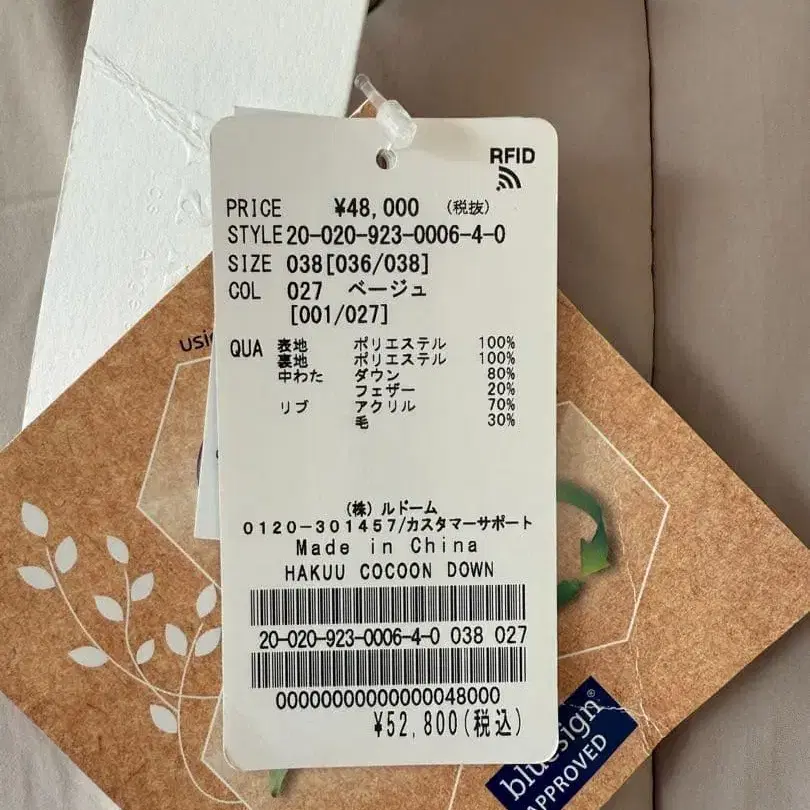 RFID
PRICE ¥48,000 (税抜)
STYLE 20-020-923-0006-4-0
SIZE 038[036/038]
COL 027 ベージュ
[001/027]
QUA 表地 ポリエステル 100%
裏地 ポリエステル 100%
中わた ダウン 80%
フェザー 20%
リブ アクリル 70%
毛 30%
(株)ルドーム
0120-301457/カスタマーサポート
Made in China
HAKUU COCOON DOWN
20-020-923-0006-4-0 038 027
00000000000000048000
¥52,800(税込)
bluesign®
APPROVED